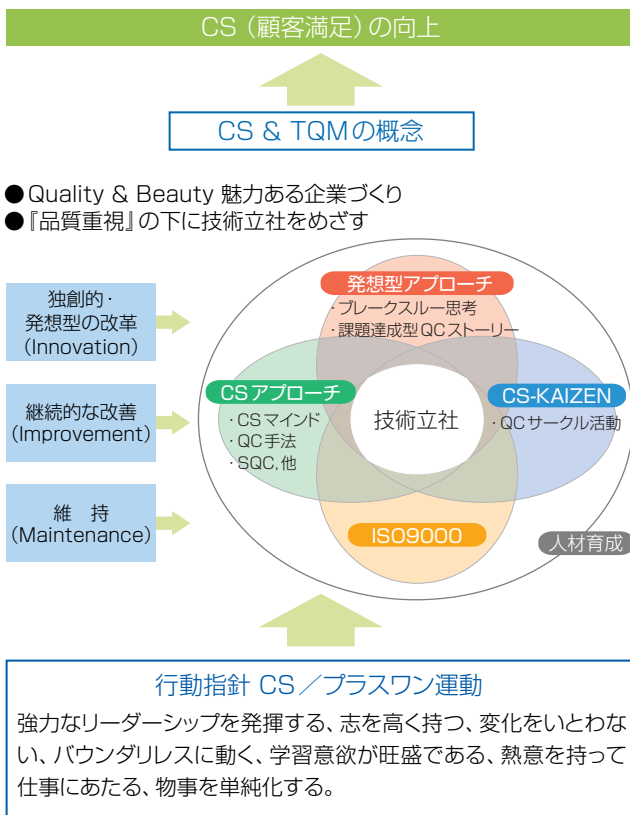 CS（顧客満足）の向上
CS & TQMの概念
●Quality & Beauty 魅力ある企業づくり
●『品質重視』の下に技術立社をめざす
独創的・
発想型の改革
(Innovation)
継続的な改善
(Improvement)
維　持
(Maintenance)
発想型アプローチ
・ブレークスルー思考
・課題達成型QCストーリー
CSアプローチ
・CSマインド
・QC手法
・SQC,他
技術立社
CS-KAIZEN
・QCサークル活動
ISO9000
人材育成
行動指針 CS／プラスワン運動
強力なリーダーシップを発揮する、志を高く持つ、変化をいとわな
い、バウンダリレスに動く、学習意欲が旺盛である、熱意を持って
仕事にあたる、物事を単純化する。